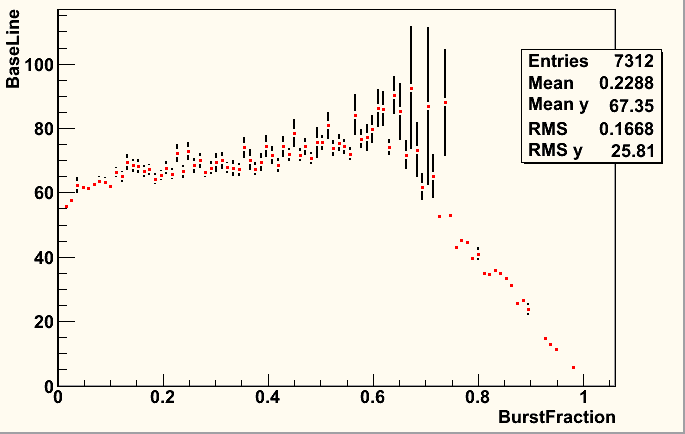 BaseLine
100
80
60
40
20
0
0 0.2 0.4 0.6 0.8 1
BurstFraction
Entries 7312
Mean 0.2288
Mean y 67.35
RMS 0.1668
RMS y 25.81